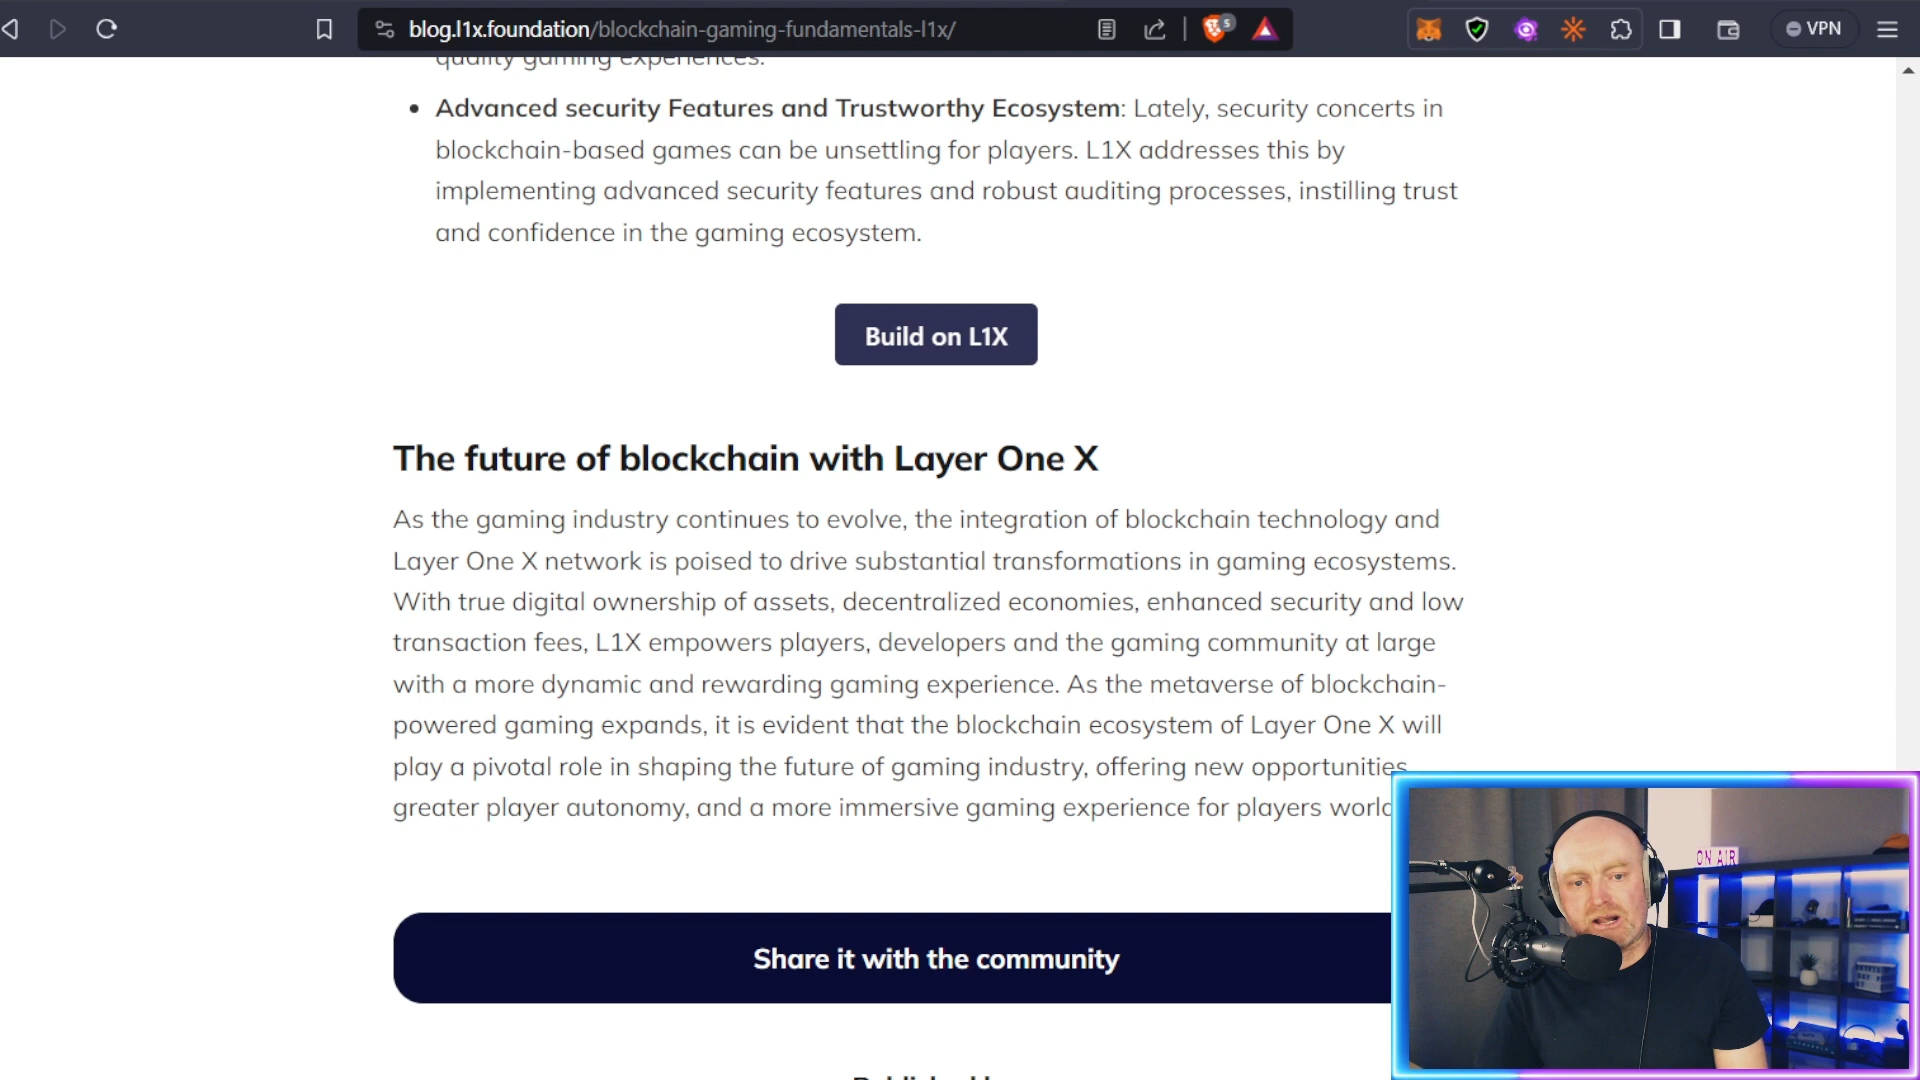 blog.l1x.foundation/blockchain-gaming-fundamentals-l1x/
5
VPN
quality gaming experiences.
• Advanced security Features and Trustworthy Ecosystem: Lately, security concerts in
blockchain-based games can be unsettling for players. L1X addresses this by
implementing advanced security features and robust auditing processes, instilling trust
and confidence in the gaming ecosystem.
Build on L1X
The future of blockchain with Layer One X
As the gaming industry continues to evolve, the integration of blockchain technology and
Layer One X network is poised to drive substantial transformations in gaming ecosystems.
With true digital ownership of assets, decentralized economies, enhanced security and low
transaction fees, L1X empowers players, developers and the gaming community at large
with a more dynamic and rewarding gaming experience. As the metaverse of blockchain-
powered gaming expands, it is evident that the blockchain ecosystem of Layer One X will
play a pivotal role in shaping the future of gaming industry, offering new opportunities
greater player autonomy, and a more immersive gaming experience for players world
ON AIR
Share it with the community